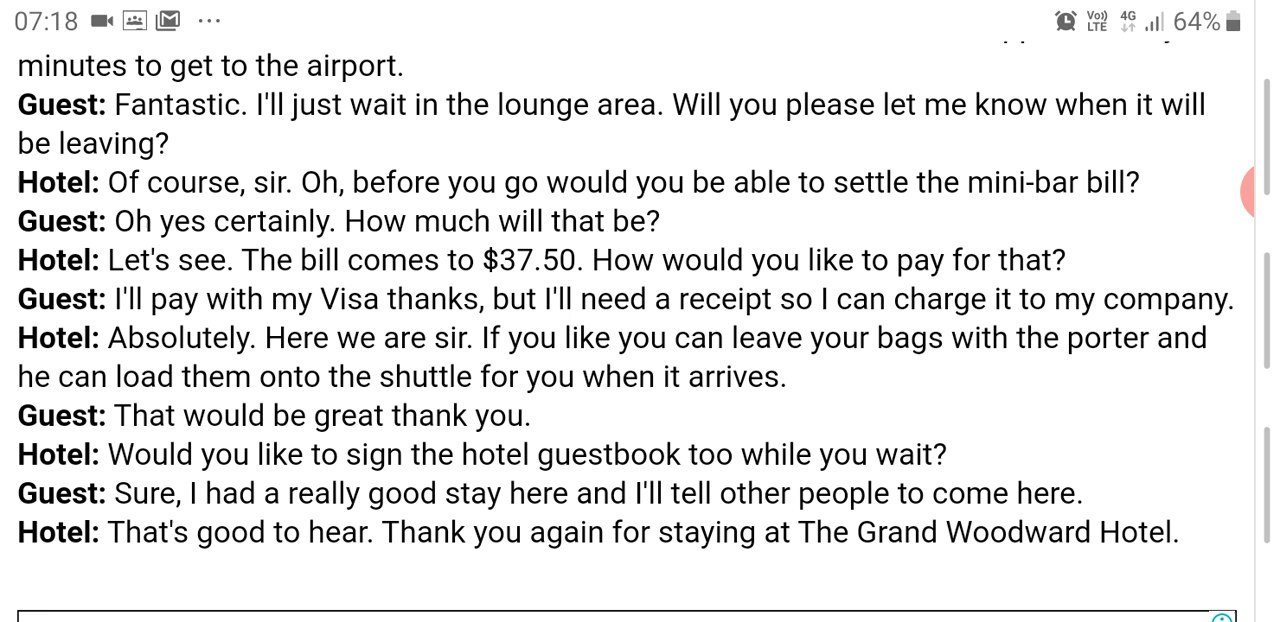 07:18 ... Vo)) LTE 4G 64%
minutes to get to the airport.
Guest: Fantastic. I'll just wait in the lounge area. Will you please let me know when it will
be leaving?
Hotel: Of course, sir. Oh, before you go would you be able to settle the mini-bar bill?
Guest: Oh yes certainly. How much will that be?
Hotel: Let's see. The bill comes to $37.50. How would you like to pay for that?
Guest: I'll pay with my Visa thanks, but I'll need a receipt so I can charge it to my company.
Hotel: Absolutely. Here we are sir. If you like you can leave your bags with the porter and
he can load them onto the shuttle for you when it arrives.
Guest: That would be great thank you.
Hotel: Would you like to sign the hotel guestbook too while you wait?
Guest: Sure, I had a really good stay here and I'll tell other people to come here.
Hotel: That's good to hear. Thank you again for staying at The Grand Woodward Hotel.